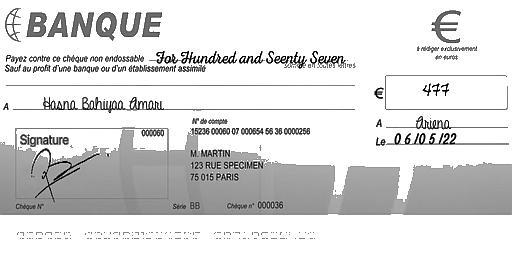 BANQUE
€
à rédiger exclusivement
en euros
Payez contre ce chèque non endossable For Hundred and Seenty Seven
Sauf au profit d'une banque ou d'un établissement assimilé
somme en toutes lettres
€ 477
A Hasna Bahiyaa Amari
A Ariena
Le 06/05/22
Signature
000060
N° de compte
15236 00060 07 000654 56 36 0000256
M. MARTIN
123 RUE SPECIMEN
75 015 PARIS
Chèque N°
Série BB
Chèque n° 000036